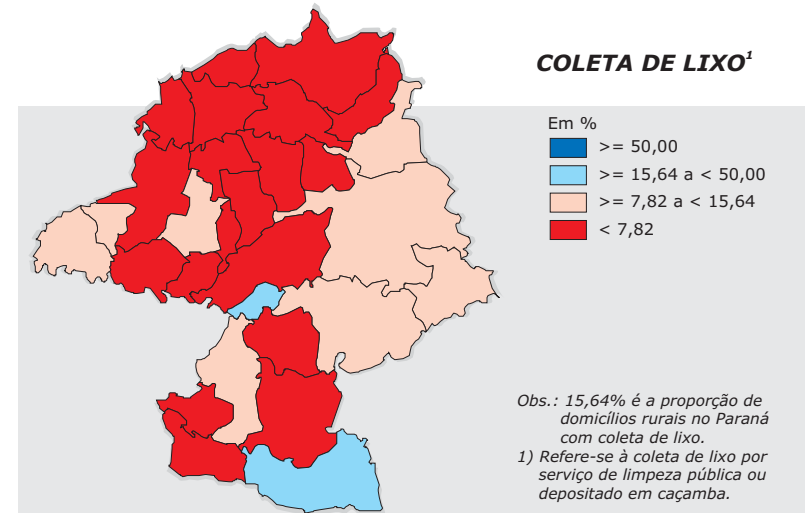 COLETA DE LIXO¹
Em %
>= 50,00
>= 15,64 a < 50,00
>= 7,82 a < 15,64
< 7,82
Obs.: 15,64% é a proporção de
domicílios rurais no Paraná
com coleta de lixo.
1) Refere-se à coleta de lixo por
serviço de limpeza pública ou
depositado em caçamba.